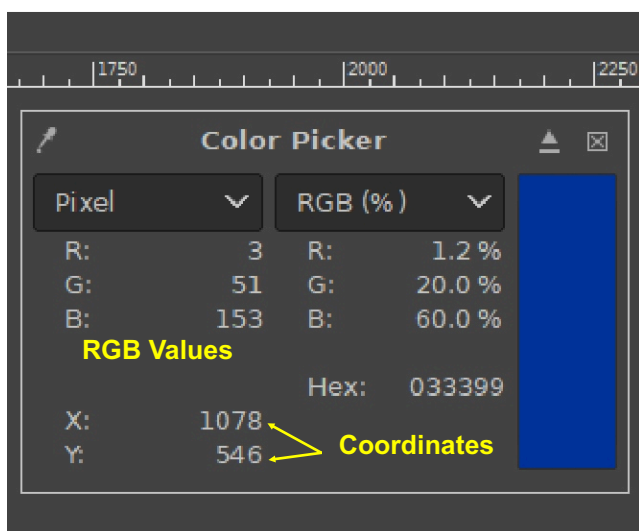 1750 2000 2250
Color Picker
Pixel RGB (%)
R: 3 R: 1.2 %
G: 51 G: 20.0 %
B: 153 B: 60.0 %
RGB Values
Hex: 033399
X: 1078
Coordinates
Y: 546